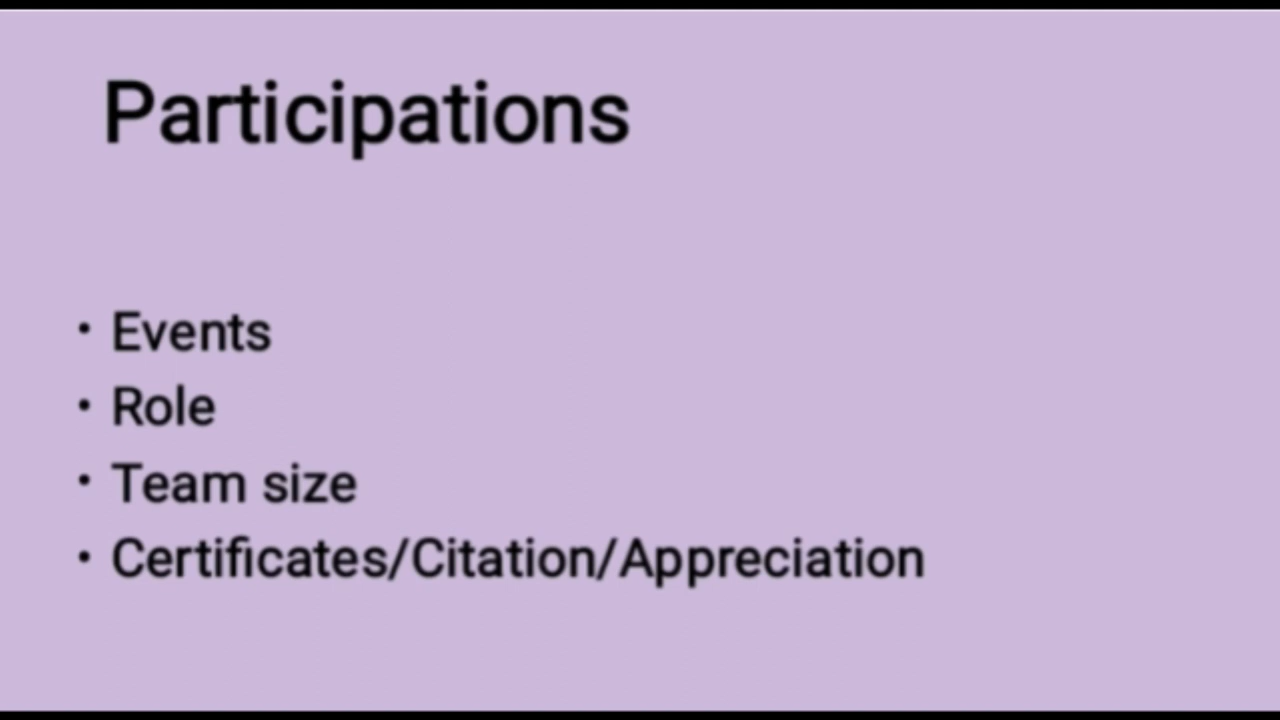 Participations
• Events
• Role
• Team size
• Certificates/Citation/Appreciation